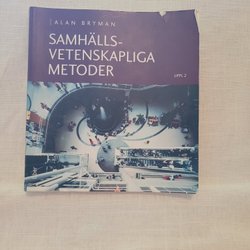 ALAN BRYMAN
SAMHÄLLS-
VETENSKAPLIGA
METODER
UPPL 2